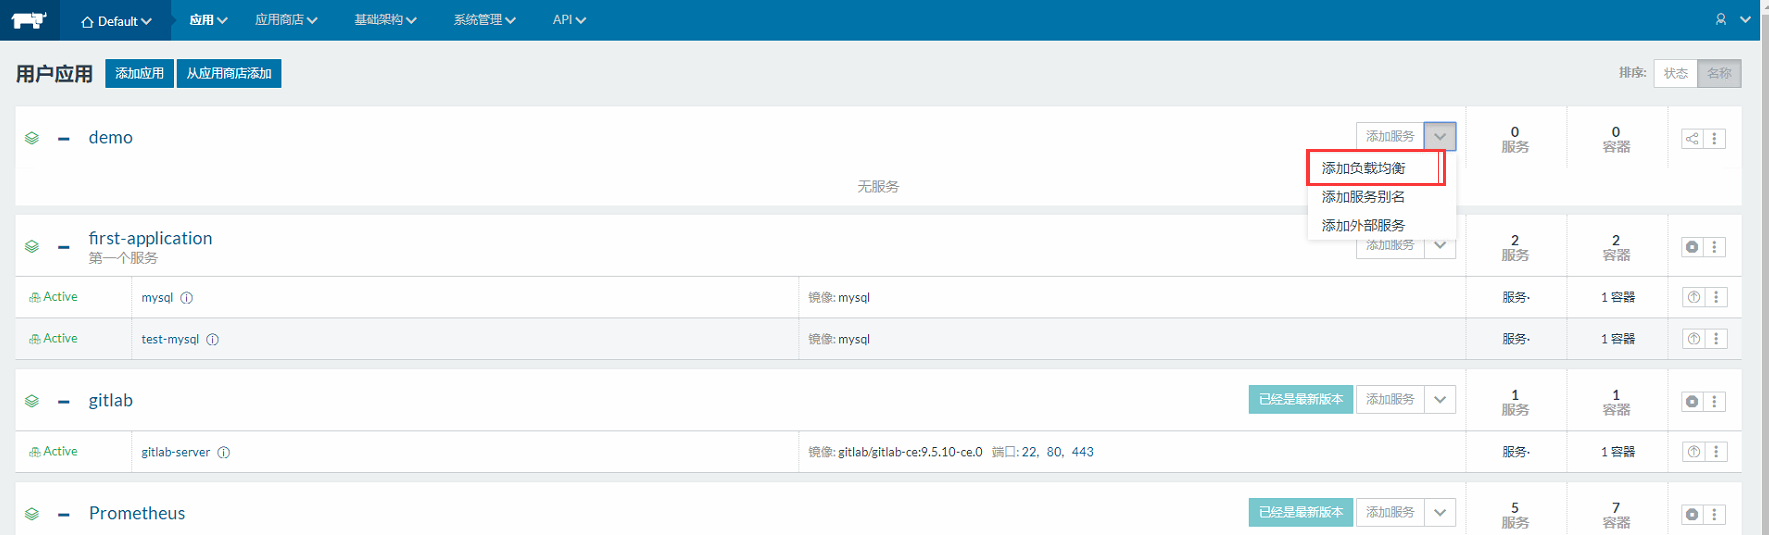 Default 应用 应用商店 基础架构 系统管理 API
用户应用 添加应用 从应用商店添加 排序: 状态 名称
demo 添加服务 0 服务 0 容器
添加负载均衡
无服务
添加服务别名
添加外部服务
first-application 添加服务 2 服务 2 容器
第一个服务
Active mysql 镜像: mysql 服务· 1 容器
Active test-mysql 镜像: mysql 服务· 1 容器
gitlab 已经是最新版本 添加服务 1 服务 1 容器
Active gitlab-server 镜像: gitlab/gitlab-ce:9.5.10-ce.0 端口: 22, 80, 443 服务· 1 容器
Prometheus 已经是最新版本 添加服务 5 服务 7 容器